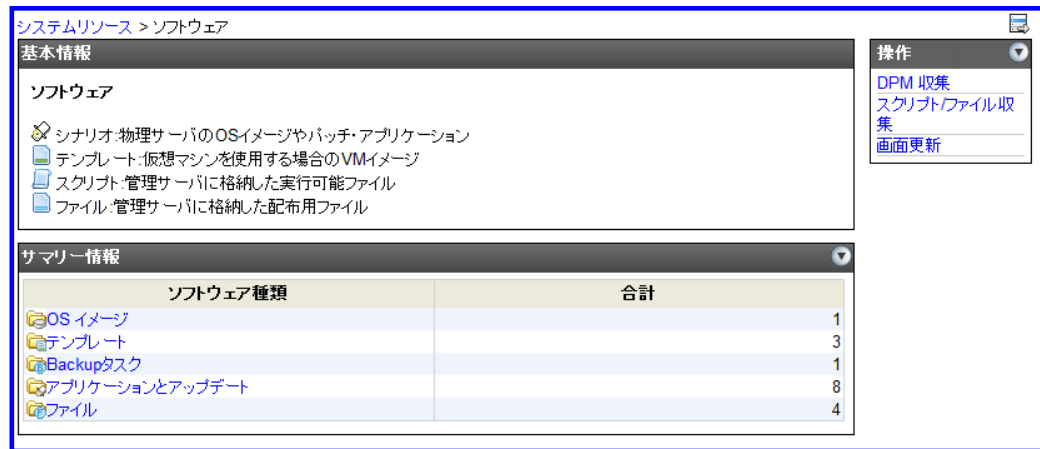 システムリソース > ソフトウェア
基本情報
ソフトウェア
シナリオ:物理サーバのOSイメージやパッチ・アプリケーション
テンプレート:仮想マシンを使用する場合のVMイメージ
スクリプト:管理サーバに格納した実行可能ファイル
ファイル:管理サーバに格納した配布用ファイル
サマリー情報
ソフトウェア種類 合計
OS イメージ 1
テンプレート 3
Backupタスク 1
アプリケーションとアップデート 8
ファイル 4
操作
DPM 収集
スクリプト/ファイル収
集
画面更新